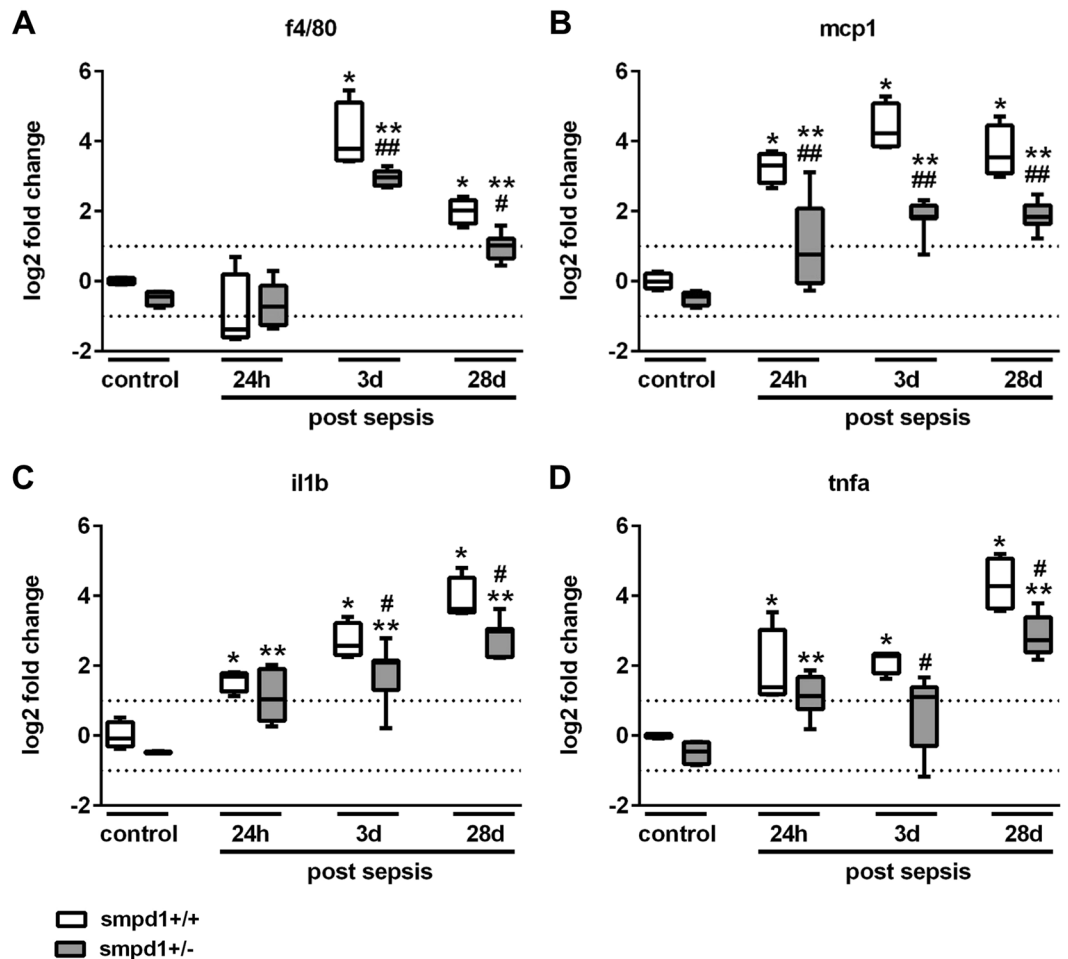 A
f4/80
log2 fold change
6
4
2
0
-2
*
**
##
*
**
#
control
24h
3d
28d
post sepsis
B
mcp1
log2 fold change
6
4
2
0
-2
*
**
##
*
**
##
*
**
##
control
24h
3d
28d
post sepsis
C
il1b
log2 fold change
6
4
2
0
-2
*
**
*
#
**
*
#
**
control
24h
3d
28d
post sepsis
D
tnfa
log2 fold change
6
4
2
0
-2
*
**
*
#
*
#
**
control
24h
3d
28d
post sepsis
smpd1+/+
smpd1+/-